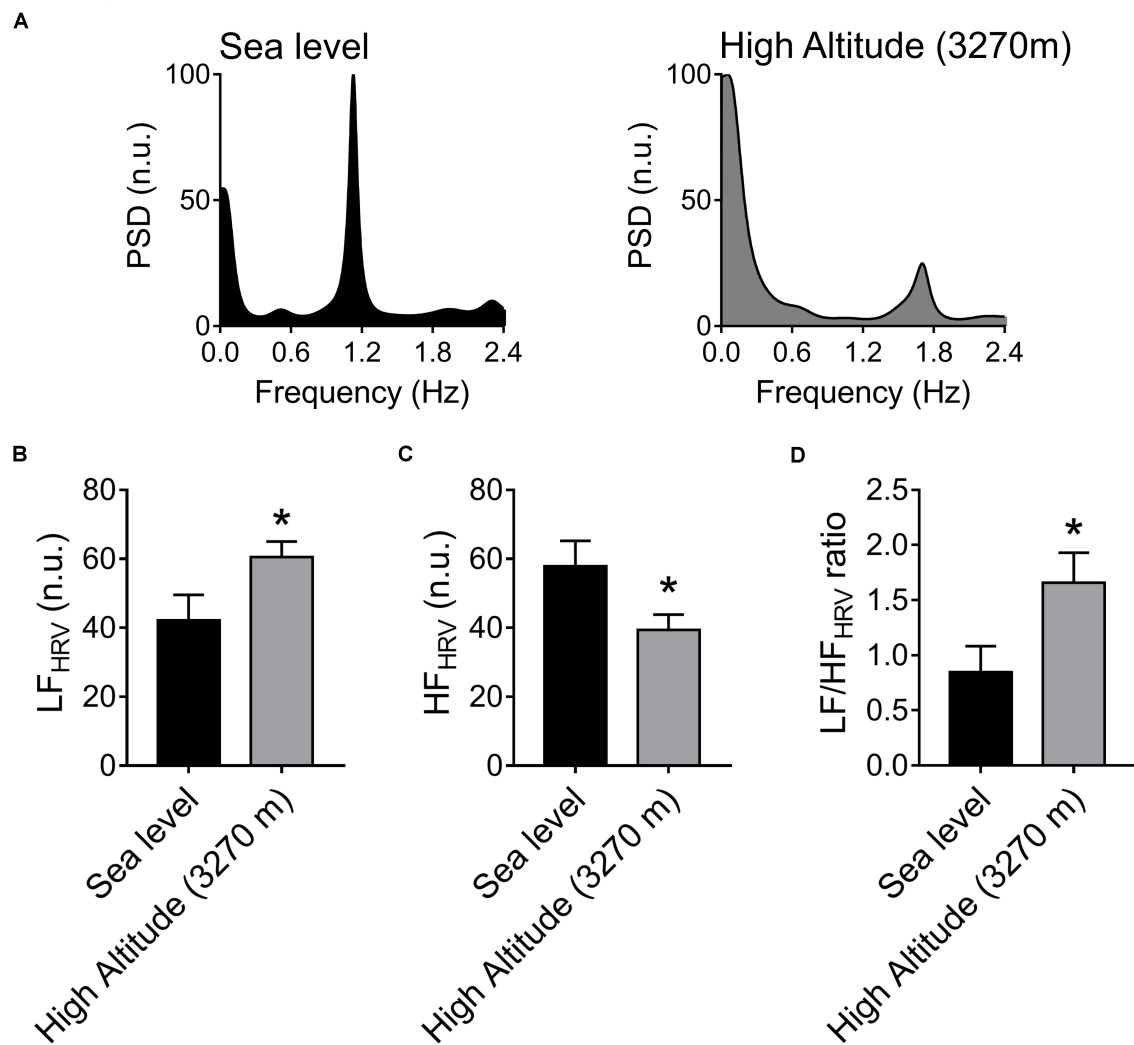 A
Sea level
High Altitude (3270m)
100
50
0
PSD (n.u.)
0.0 0.6 1.2 1.8 2.4
Frequency (Hz)
100
50
0
PSD (n.u.)
0.0 0.6 1.2 1.8 2.4
Frequency (Hz)
B
80
60
40
20
0
LFHRV (n.u.)
*
Sea level
High Altitude (3270 m)
C
80
60
40
20
0
HFHRV (n.u.)
*
Sea level
High Altitude (3270 m)
D
2.5
2.0
1.5
1.0
0.5
0.0
LF/HFHRV ratio
*
Sea level
High Altitude (3270 m)